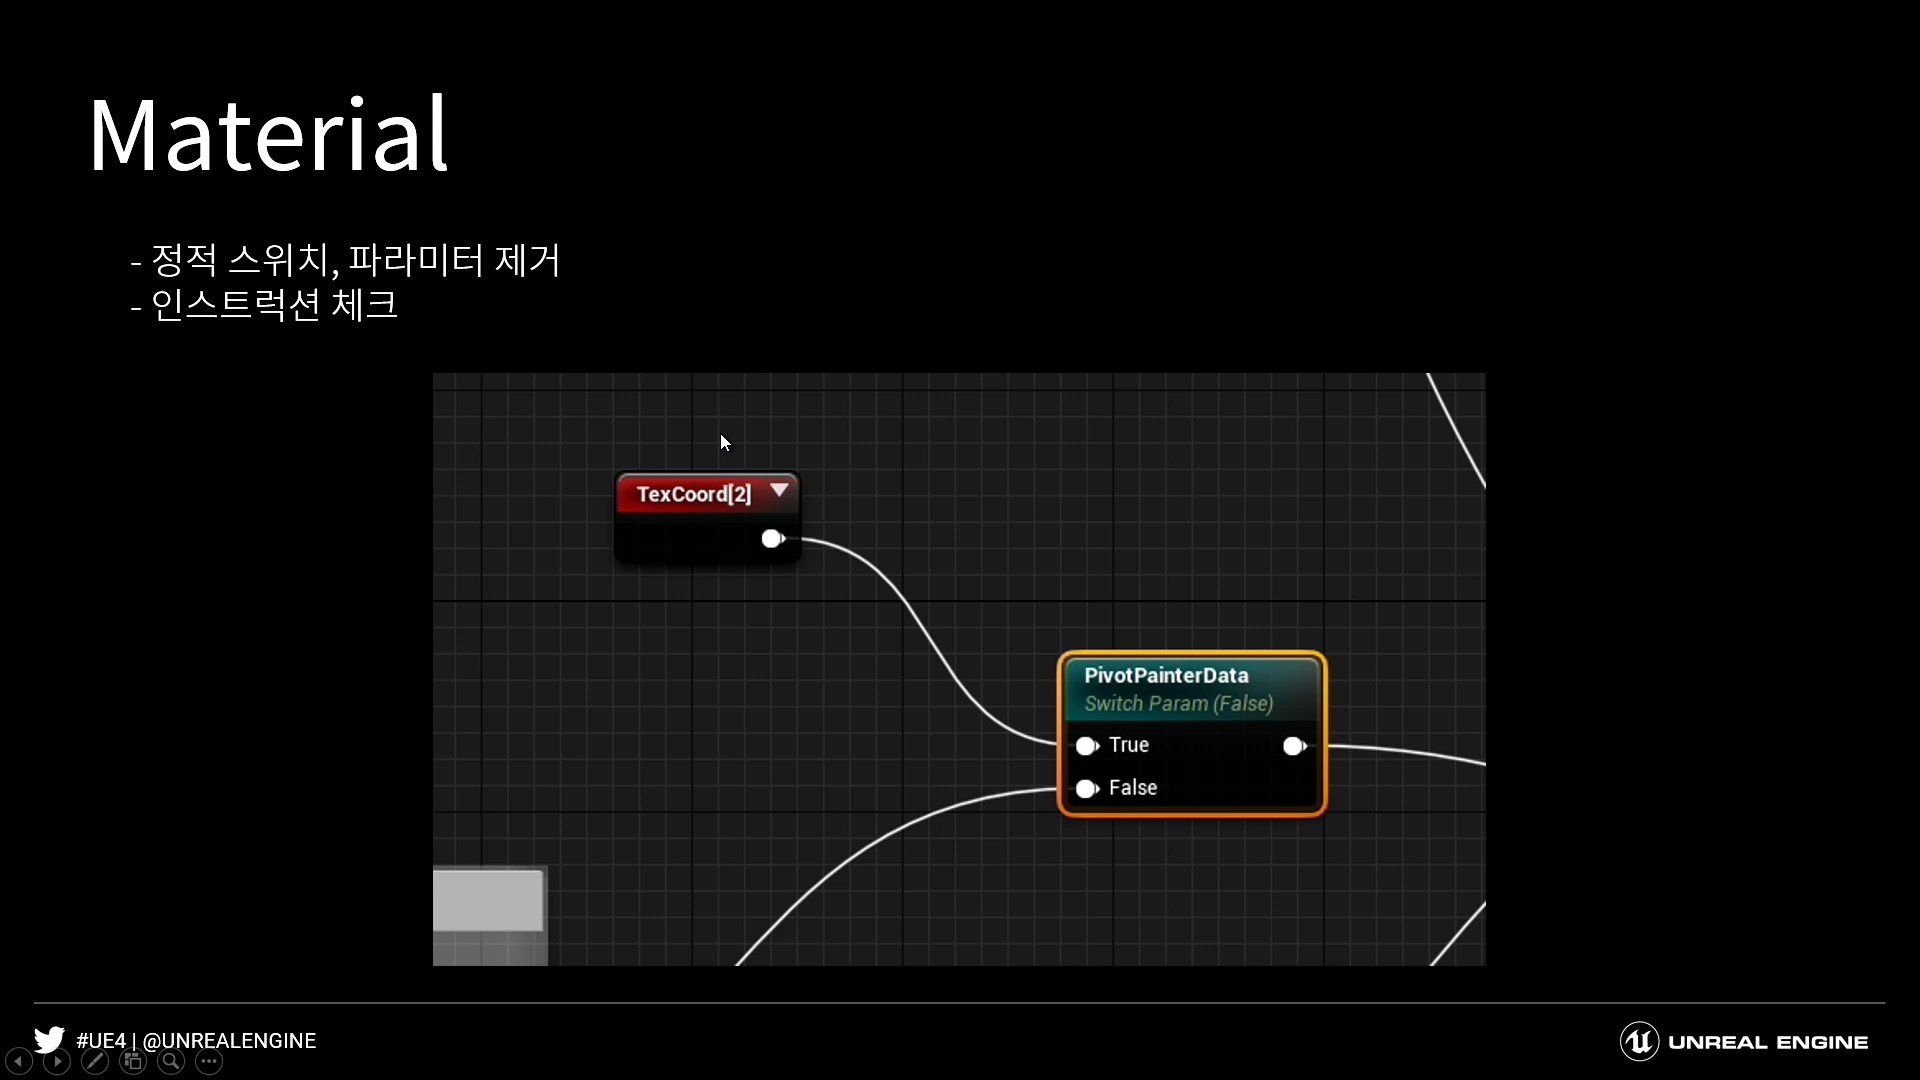 Material
- 정적 스위치, 파라미터 제거
- 인스트럭션 체크
TexCoord[2]
PivotPainterData
Switch Param (False)
True
False
#UE4 | @UNREALENGINE
UNREAL ENGINE